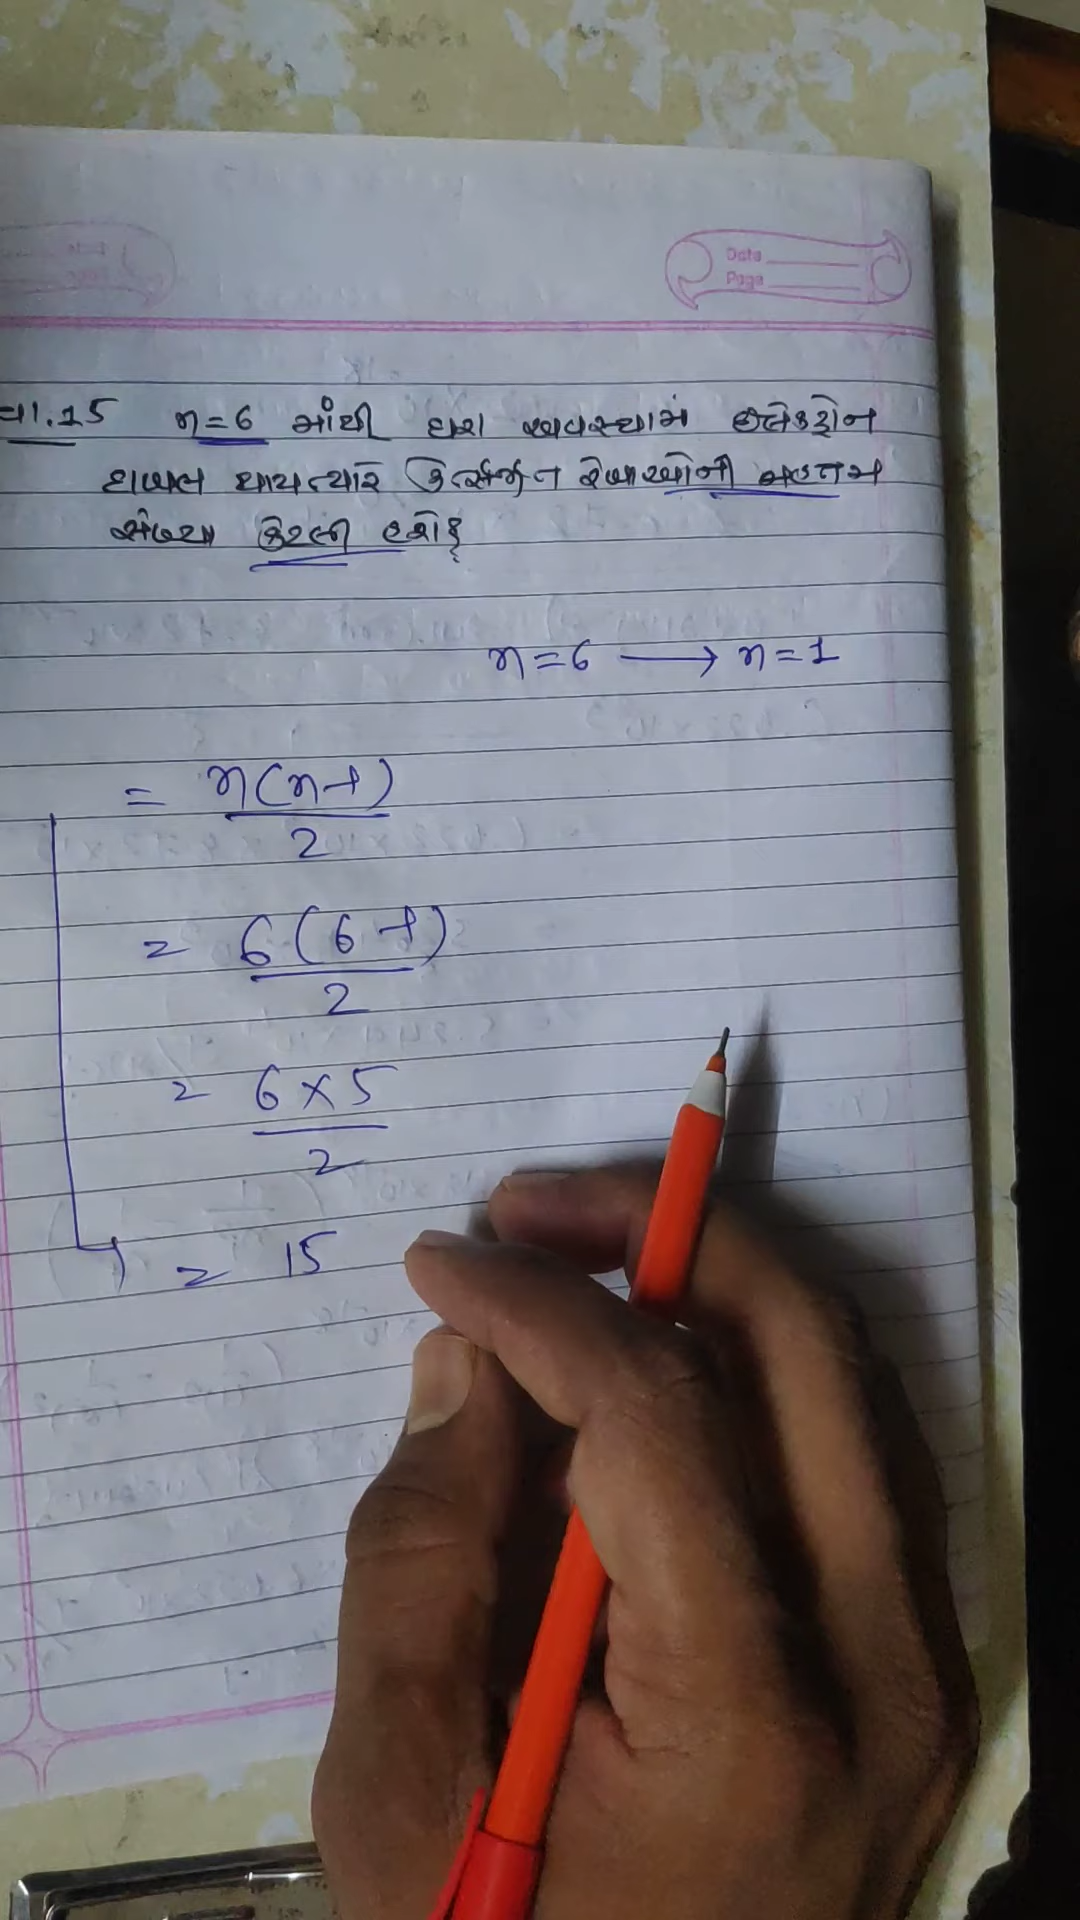 Date
Page
સ્વા.15 n=6 માંથી ધરા અવસ્થામાં ઇલેક્ટ્રોન
દાખલ થાય ત્યારે ઉત્સર્જન રેખાઓની મહત્તમ
સંખ્યા કેટલી હશે?
n=6 ⟶ n=1
= n(n-1)/2
= 6(6-1)/2
= 6×5/2
= 15